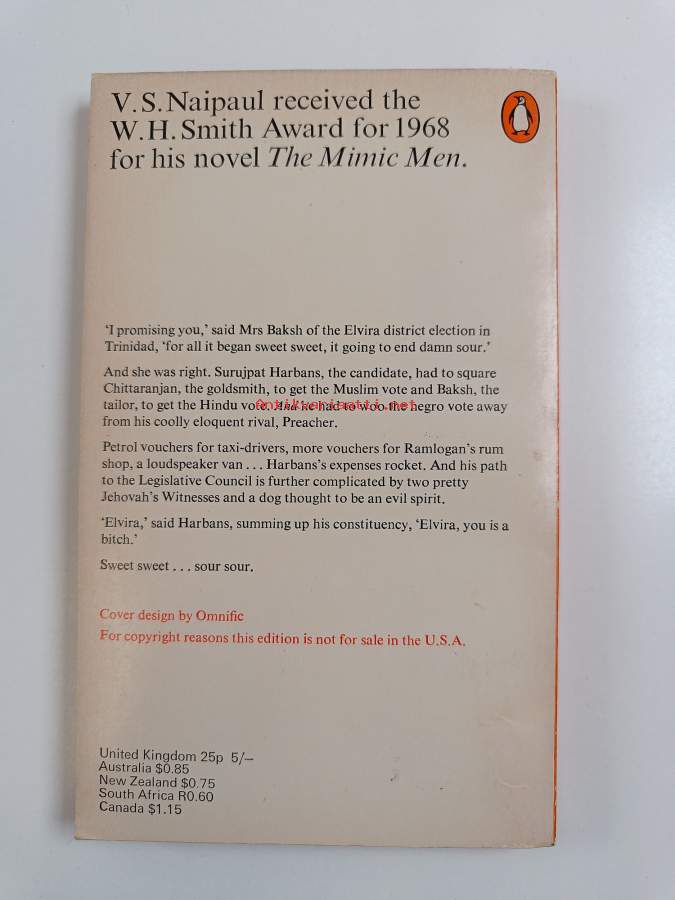 V.S.Naipaul received the
W.H.Smith Award for 1968
for his novel The Mimic Men.
'I promising you,' said Mrs Baksh of the Elvira district election in
Trinidad, 'for all it began sweet sweet, it going to end damn sour.'
And she was right. Surujpat Harbans, the candidate, had to square
Chittaranjan, the goldsmith, to get the Muslim vote and Baksh, the
tailor, to get the Hindu vote. And he had to woo the negro vote away
Antikvariaatti.net
from his coolly eloquent rival, Preacher.
Petrol vouchers for taxi-drivers, more vouchers for Ramlogan's rum
shop, a loudspeaker van... Harbans's expenses rocket. And his path
to the Legislative Council is further complicated by two pretty
Jehovah's Witnesses and a dog thought to be an evil spirit.
'Elvira,' said Harbans, summing up his constituency, 'Elvira, you is a
bitch.'
Sweet sweet... sour sour.
Cover design by Omnific
For copyright reasons this edition is not for sale in the U.S.A.
United Kingdom 25p 5/–
Australia $0.85
New Zealand $0.75
South Africa R0.60
Canada $1.15